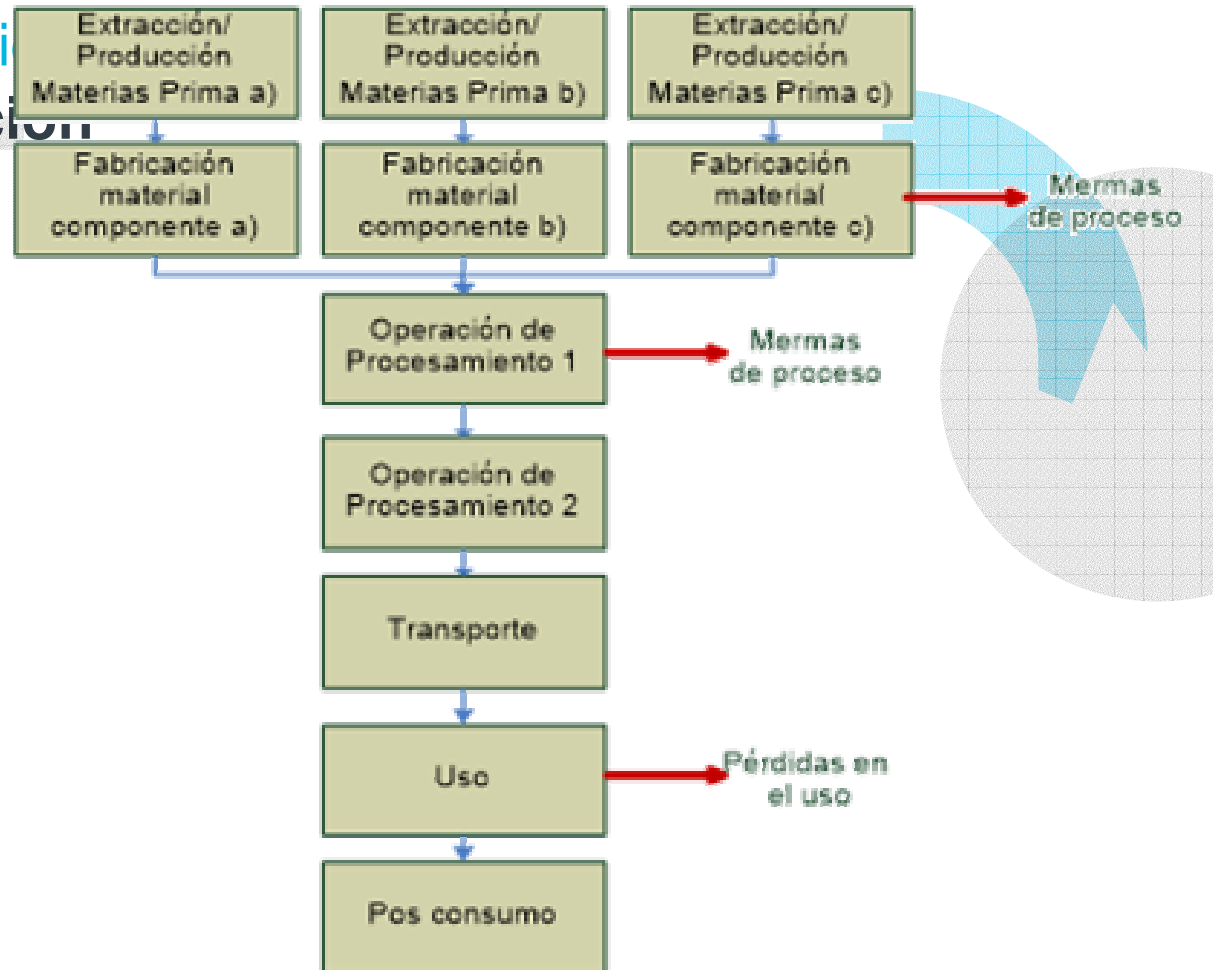 Extracción/
Producción
Materias Prima a)
Extracción/
Producción
Materias Prima b)
Extracción/
Producción
Materias Prima c)
Fabricación
material
componente a)
Fabricación
material
componente b)
Fabricación
material
componente c)
Mermas
de proceso
Operación de
Procesamiento 1
Mermas
de proceso
Operación de
Procesamiento 2
Transporte
Uso
Pérdidas en
el uso
Pos consumo